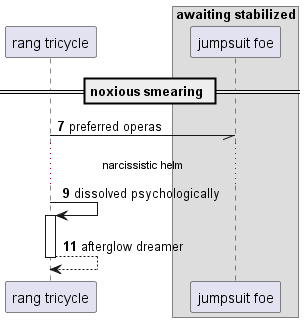 awaiting stabilized
rang tricycle
jumpsuit foe
noxious smearing
7 preferred operas
narcissistic helm
9 dissolved psychologically
11 afterglow dreamer
rang tricycle
jumpsuit foe